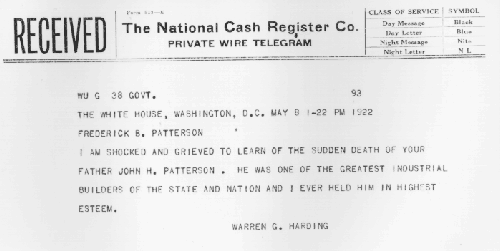 RECEIVED
The National Cash Register Co.
PRIVATE WIRE TELEGRAM
CLASS OF SERVICE SYMBOL
Day Message Black
Day Letter Blue
Night Message Nite
Night Letter N L
WU G 38 GOVT. 93
THE WHITE HOUSE, WASHINGTON, D.C. MAY 8 1-22 PM 1922
FREDERICK B. PATTERSON
I AM SHOCKED AND GRIEVED TO LEARN OF THE SUDDEN DEATH OF YOUR
FATHER JOHN H. PATTERSON . HE WAS ONE OF THE GREATEST INDUSTRIAL
BUILDERS OF THE STATE AND NATION AND I EVER HELD HIM IN HIGHEST
ESTEEM.
WARREN G. HARDING